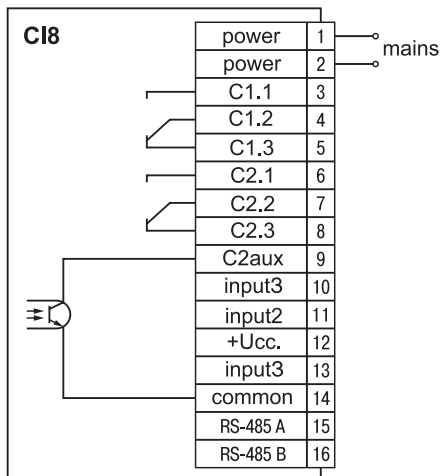 CI8
power 1
mains
power 2
C1.1 3
C1.2 4
C1.3 5
C2.1 6
C2.2 7
C2.3 8
C2aux 9
input3 10
input2 11
+Ucc. 12
input3 13
common 14
RS-485 A 15
RS-485 B 16